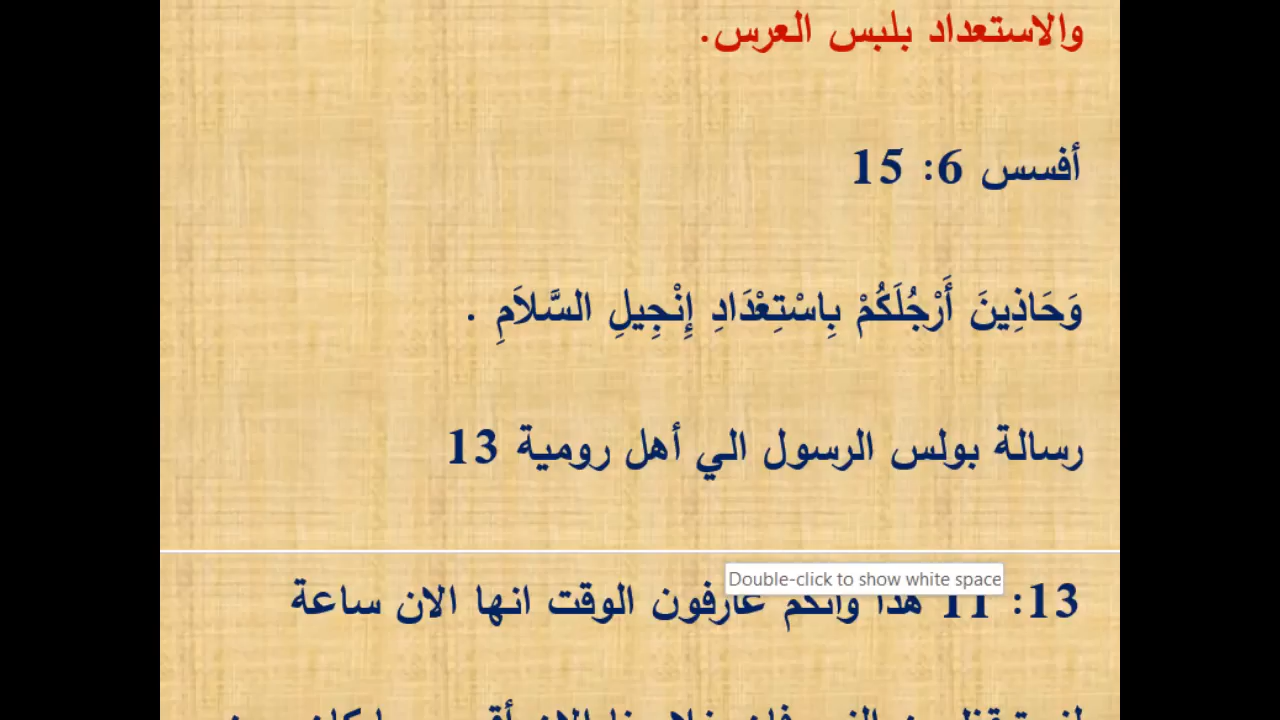 والاستعداد بلبس العرس.
أفسس 6: 15
وَحَاذِينَ أَرْجُلَكُمْ بِاسْتِعْدَادِ إِنْجِيلِ السَّلاَمِ .
رسالة بولس الرسول الي أهل رومية 13
Double-click to show white space
13: 11 هذا وانكم عارفون الوقت انها الان ساعة